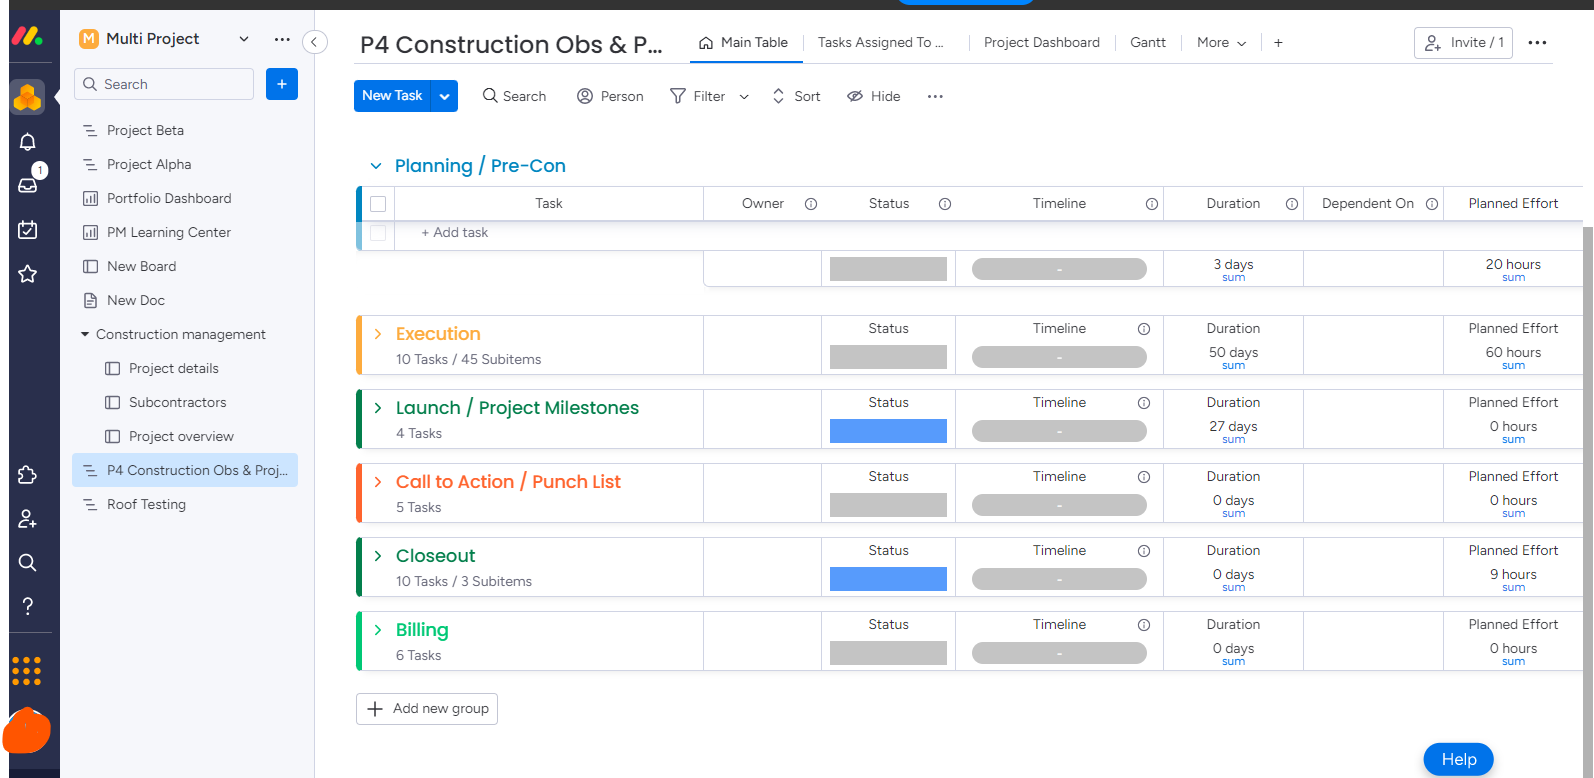 M Multi Project
Search
+
Project Beta
Project Alpha
Portfolio Dashboard
PM Learning Center
New Board
New Doc
Construction management
Project details
Subcontractors
Project overview
P4 Construction Obs & Proj...
Roof Testing
1
?
P4 Construction Obs & P...
Main Table
Tasks Assigned To ...
Project Dashboard
Gantt
More
+
Invite / 1
New Task
Search
Person
Filter
Sort
Hide
Planning / Pre-Con
Task Owner Status Timeline Duration Dependent On Planned Effort
+ Add task
- 3 days 20 hours
sum sum
Execution Status Timeline Duration Planned Effort
10 Tasks / 45 Subitems - 50 days 60 hours
sum sum
Launch / Project Milestones Status Timeline Duration Planned Effort
4 Tasks - 27 days 0 hours
sum sum
Call to Action / Punch List Status Timeline Duration Planned Effort
5 Tasks - 0 days 0 hours
sum sum
Closeout Status Timeline Duration Planned Effort
10 Tasks / 3 Subitems - 0 days 9 hours
sum sum
Billing Status Timeline Duration Planned Effort
6 Tasks - 0 days 0 hours
sum sum
+ Add new group
Help